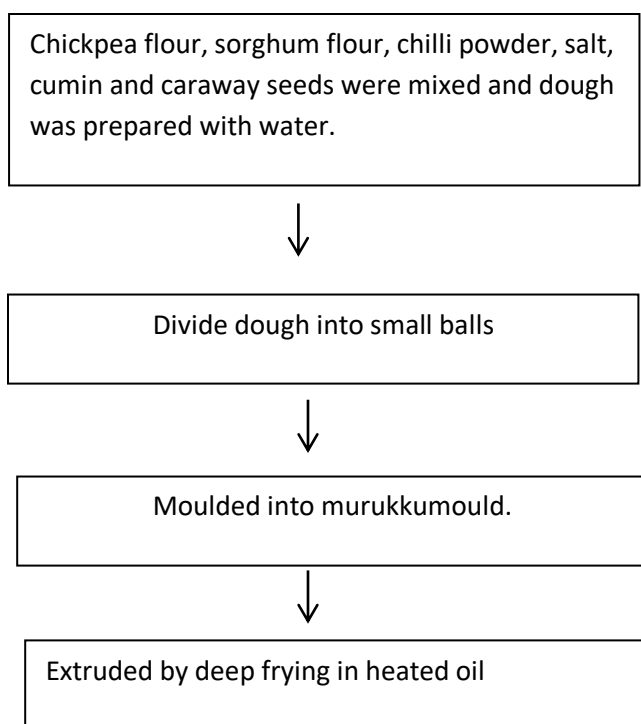 Chickpea flour, sorghum flour, chilli powder, salt,
cumin and caraway seeds were mixed and dough
was prepared with water.
Divide dough into small balls
Moulded into murukkumould.
Extruded by deep frying in heated oil